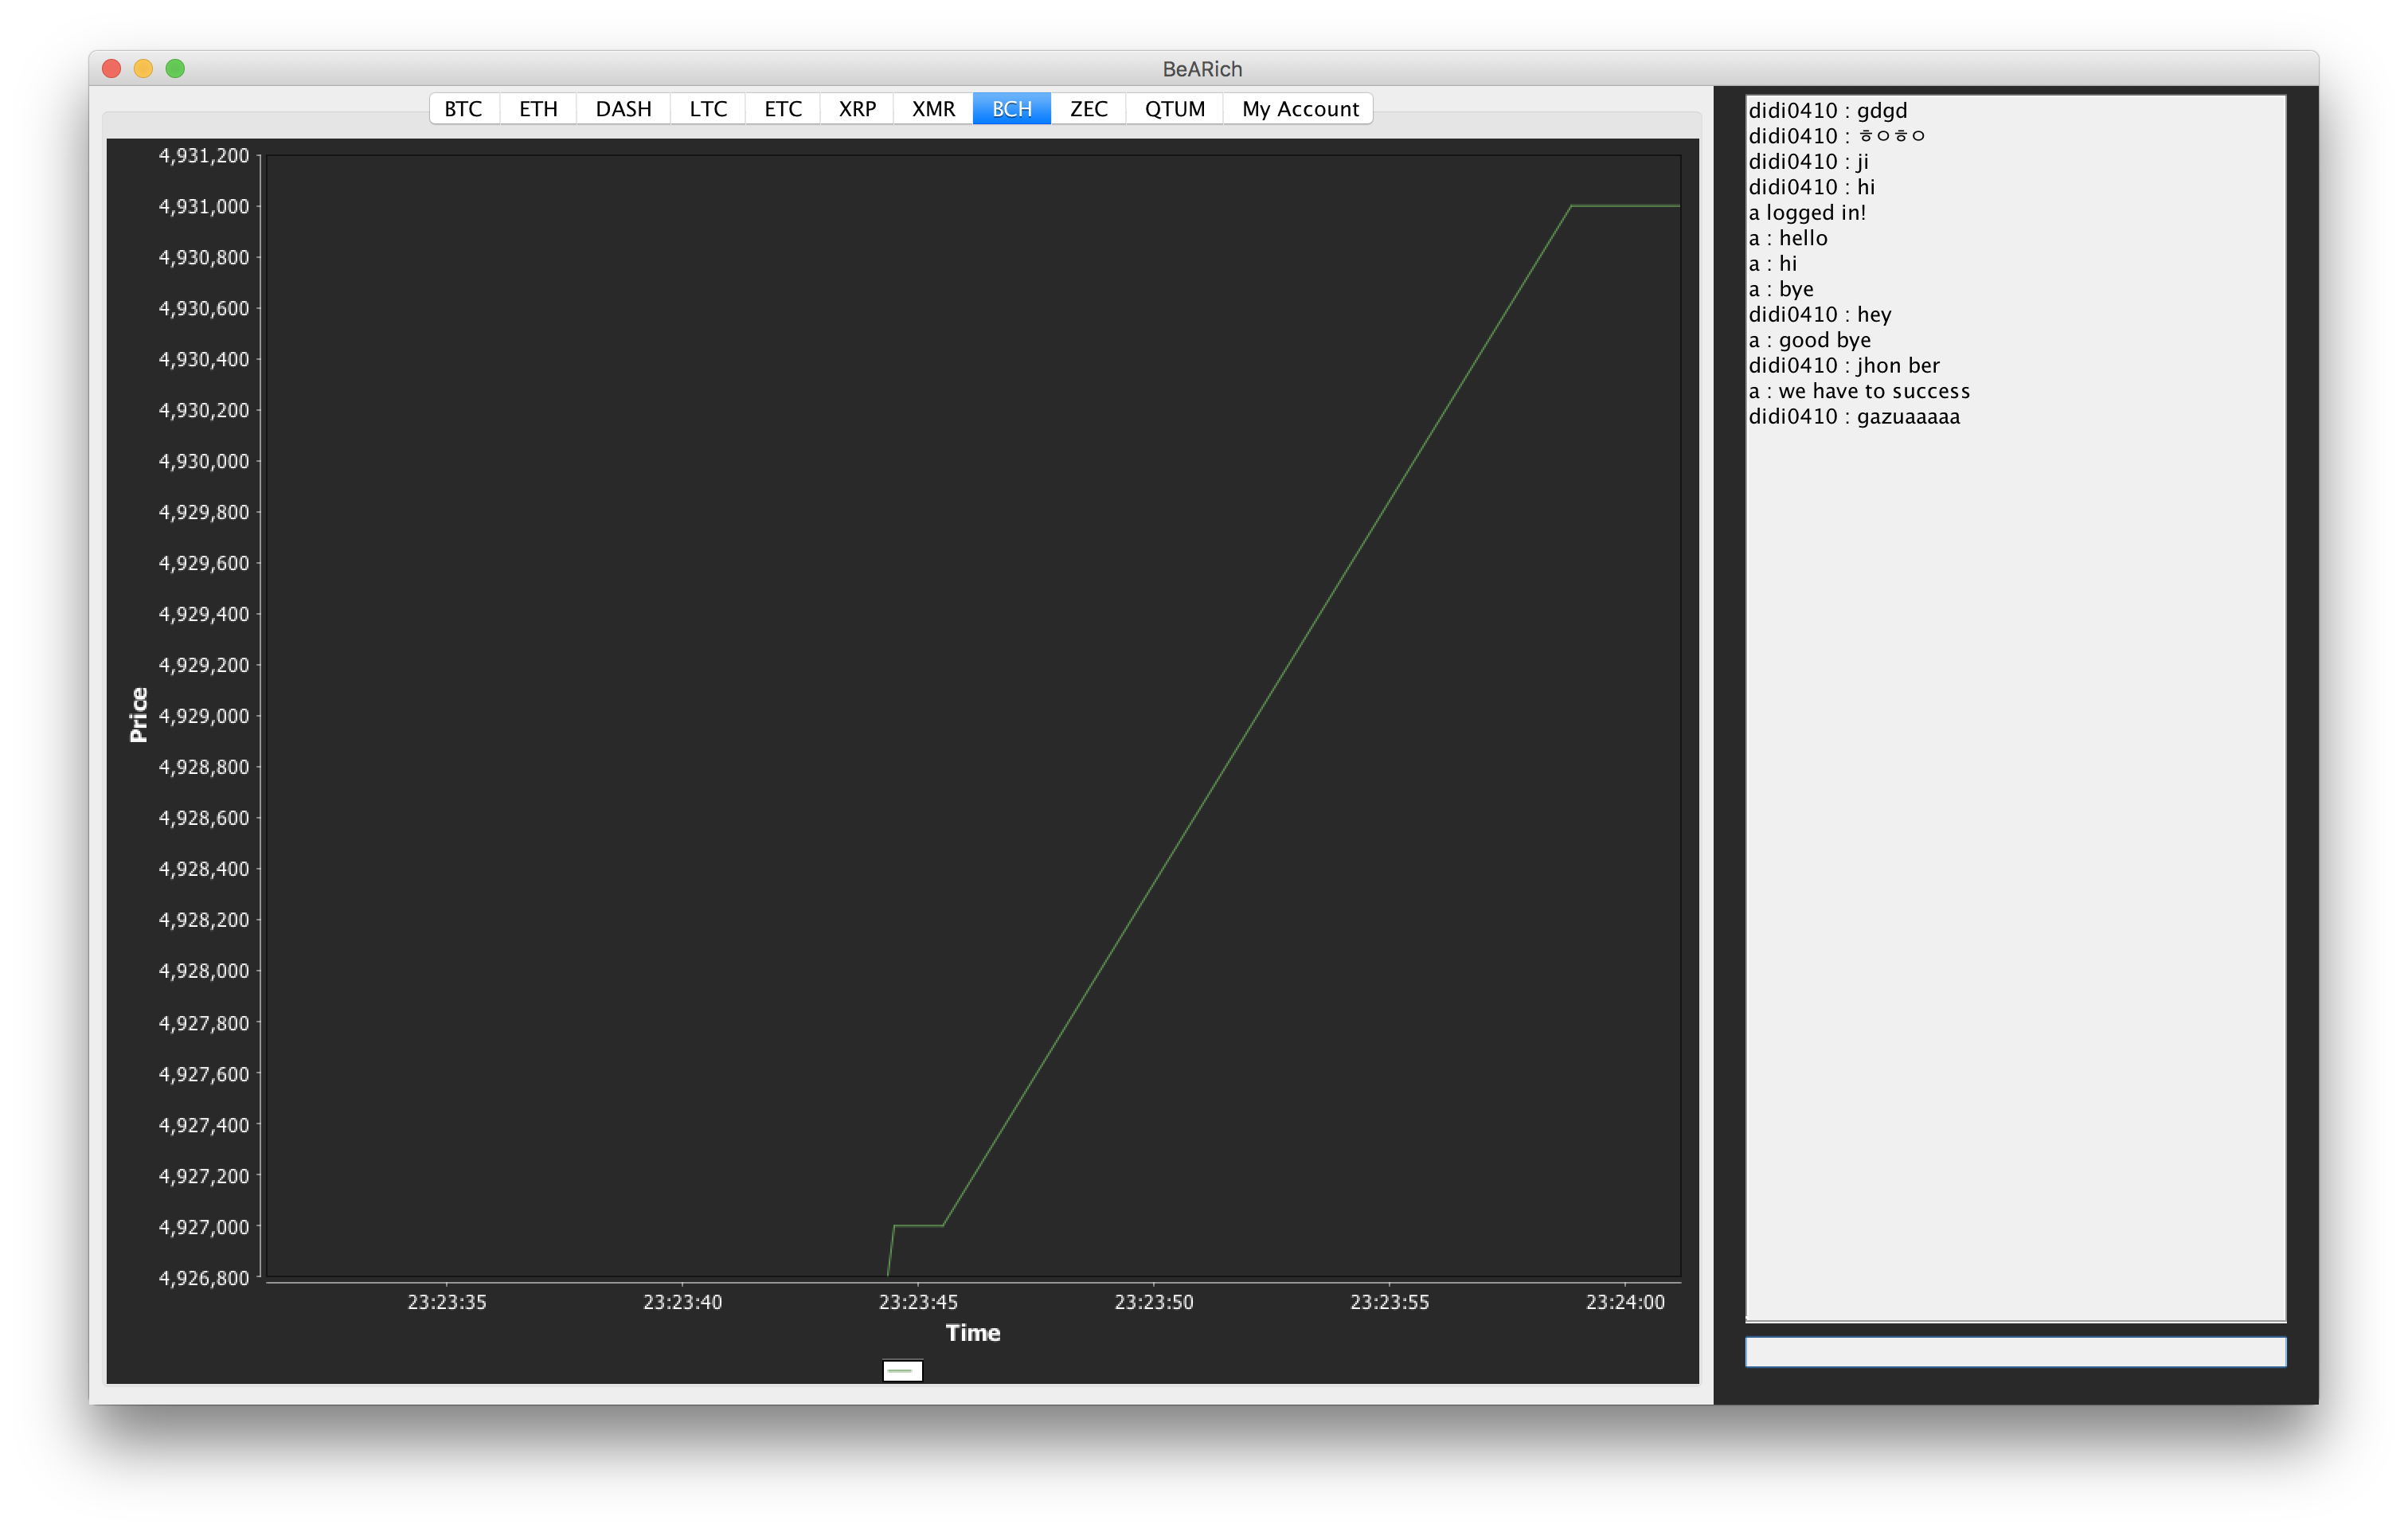 BeARich
BTC ETH DASH LTC ETC XRP XMR BCH ZEC QTUM My Account
4,931,200
4,931,000
4,930,800
4,930,600
4,930,400
4,930,200
4,930,000
4,929,800
4,929,600
4,929,400
4,929,200
4,929,000
4,928,800
4,928,600
4,928,400
4,928,200
4,928,000
4,927,800
4,927,600
4,927,400
4,927,200
4,927,000
4,926,800
Price
23:23:35 23:23:40 23:23:45 23:23:50 23:23:55 23:24:00
Time
didi0410 : gdgd
didi0410 : ㅎㅇㅎㅇ
didi0410 : ji
didi0410 : hi
a logged in!
a : hello
a : hi
a : bye
didi0410 : hey
a : good bye
didi0410 : jhon ber
a : we have to success
didi0410 : gazuaaaaa